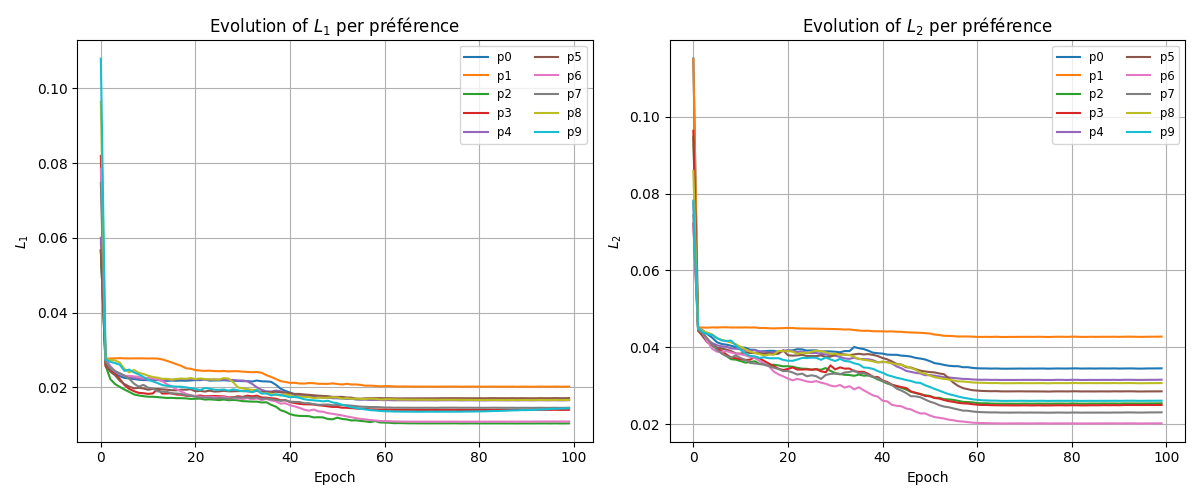 Evolution of L₁ per préférence
L₁
0.10
0.08
0.06
0.04
0.02
0
20
40
60
80
100
Epoch
p0 p5
p1 p6
p2 p7
p3 p8
p4 p9
Evolution of L₂ per préférence
L₂
0.10
0.08
0.06
0.04
0.02
0
20
40
60
80
100
Epoch
p0 p5
p1 p6
p2 p7
p3 p8
p4 p9